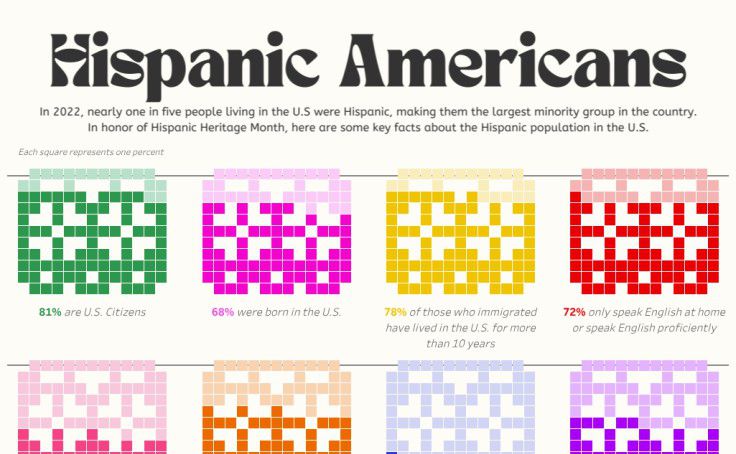 Hispanic Americans
In 2022, nearly one in five people living in the U.S were Hispanic, making them the largest minority group in the country.
In honor of Hispanic Heritage Month, here are some key facts about the Hispanic population in the U.S.
Each square represents one percent
81% are U.S. Citizens
68% were born in the U.S.
78% of those who immigrated
have lived in the U.S. for more
than 10 years
72% only speak English at home
or speak English proficiently